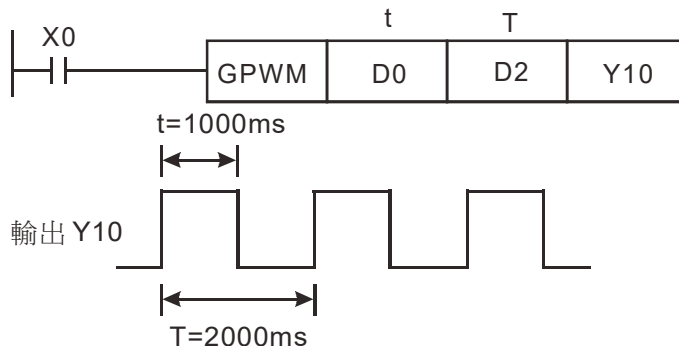 t T
X0
GPWM D0 D2 Y10
t=1000ms
輸出 Y10
T=2000ms